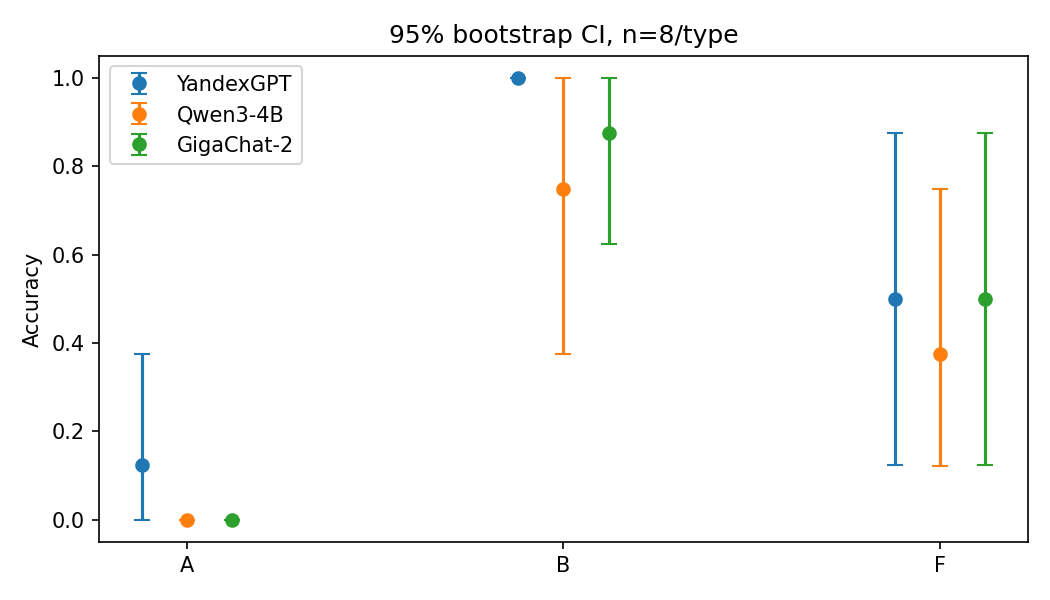 95% bootstrap CI, n=8/type
YandexGPT
Qwen3-4B
GigaChat-2
Accuracy
1.0
0.8
0.6
0.4
0.2
0.0
A B F